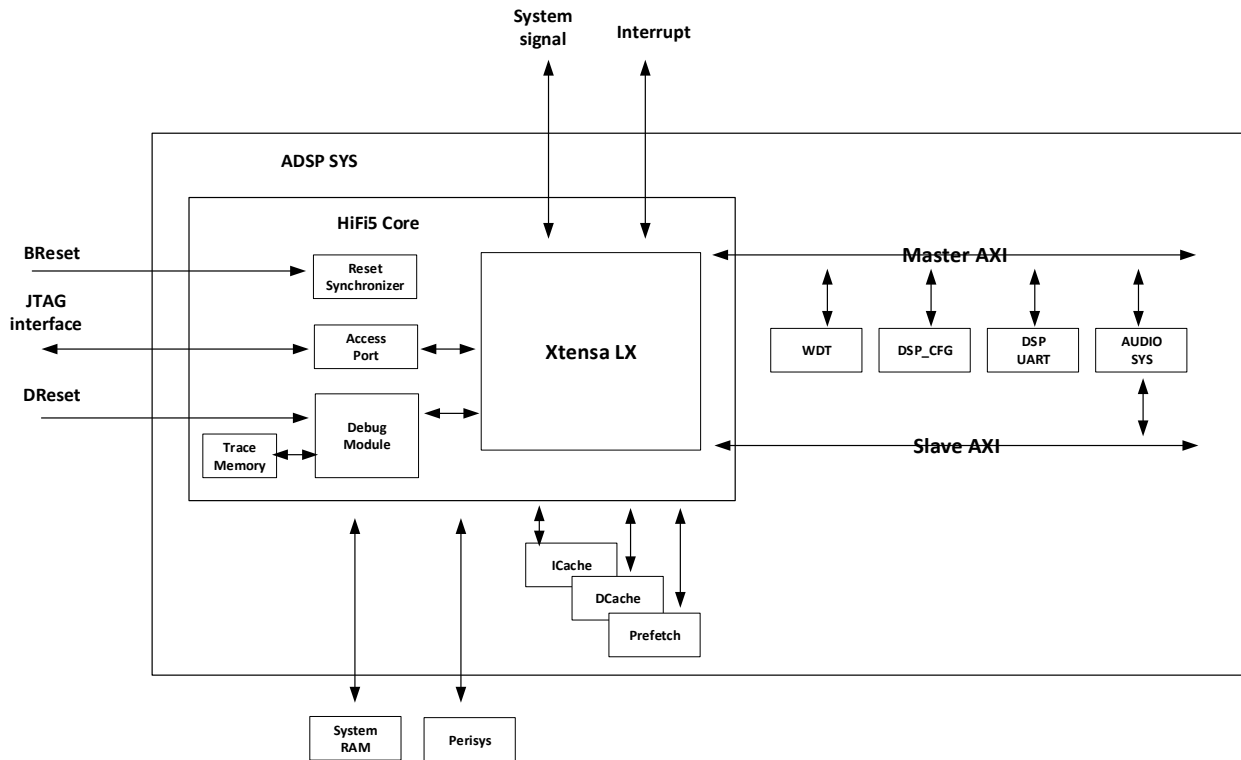 System
signal
Interrupt
ADSP SYS
HiFi5 Core
BReset
Reset
Synchronizer
Master AXI
JTAG
interface
Access
Port
Xtensa LX
WDT
DSP_CFG
DSP
UART
AUDIO
SYS
DReset
Debug
Module
Trace
Memory
Slave AXI
ICache
DCache
Prefetch
System
RAM
Perisys